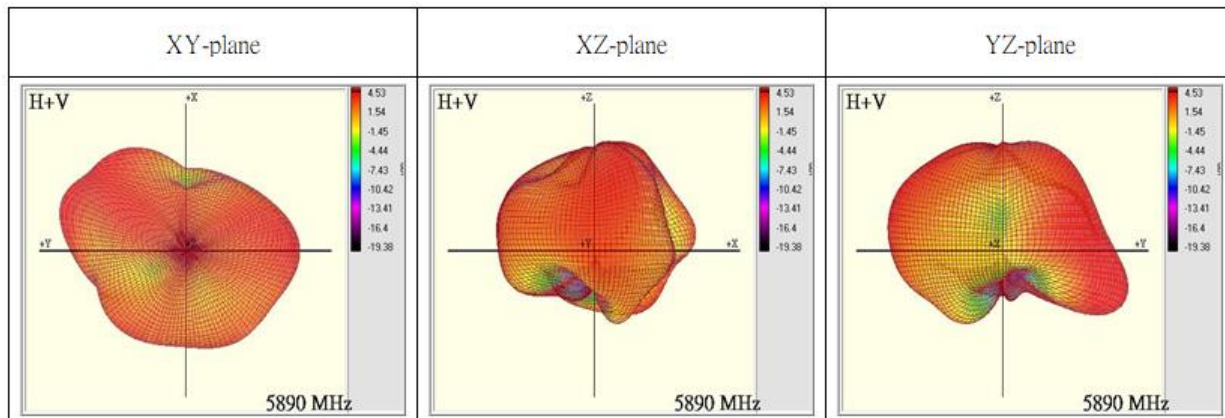 XY-plane
XZ-plane
YZ-plane
H+V
+X
+Y
4.53
1.54
-1.45
-4.44
-7.43
-10.42
-13.41
-16.4
-19.38
5890 MHz
H+V
+Z
+Y
+X
4.53
1.54
-1.45
-4.44
-7.43
-10.42
-13.41
-16.4
-19.38
5890 MHz
H+V
+Z
+X
+Y
4.53
1.54
-1.45
-4.44
-7.43
-10.42
-13.41
-16.4
-19.38
5890 MHz